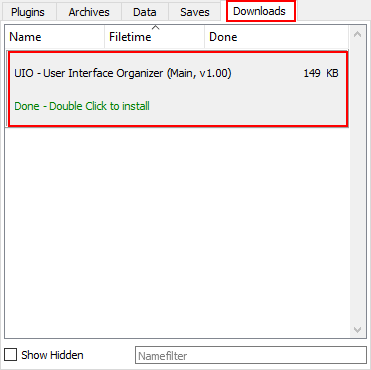 Plugins Archives Data Saves Downloads
Name Filetime Done
UIO - User Interface Organizer (Main, v1.00) 149 KB
Done - Double Click to install
Show Hidden Namefilter